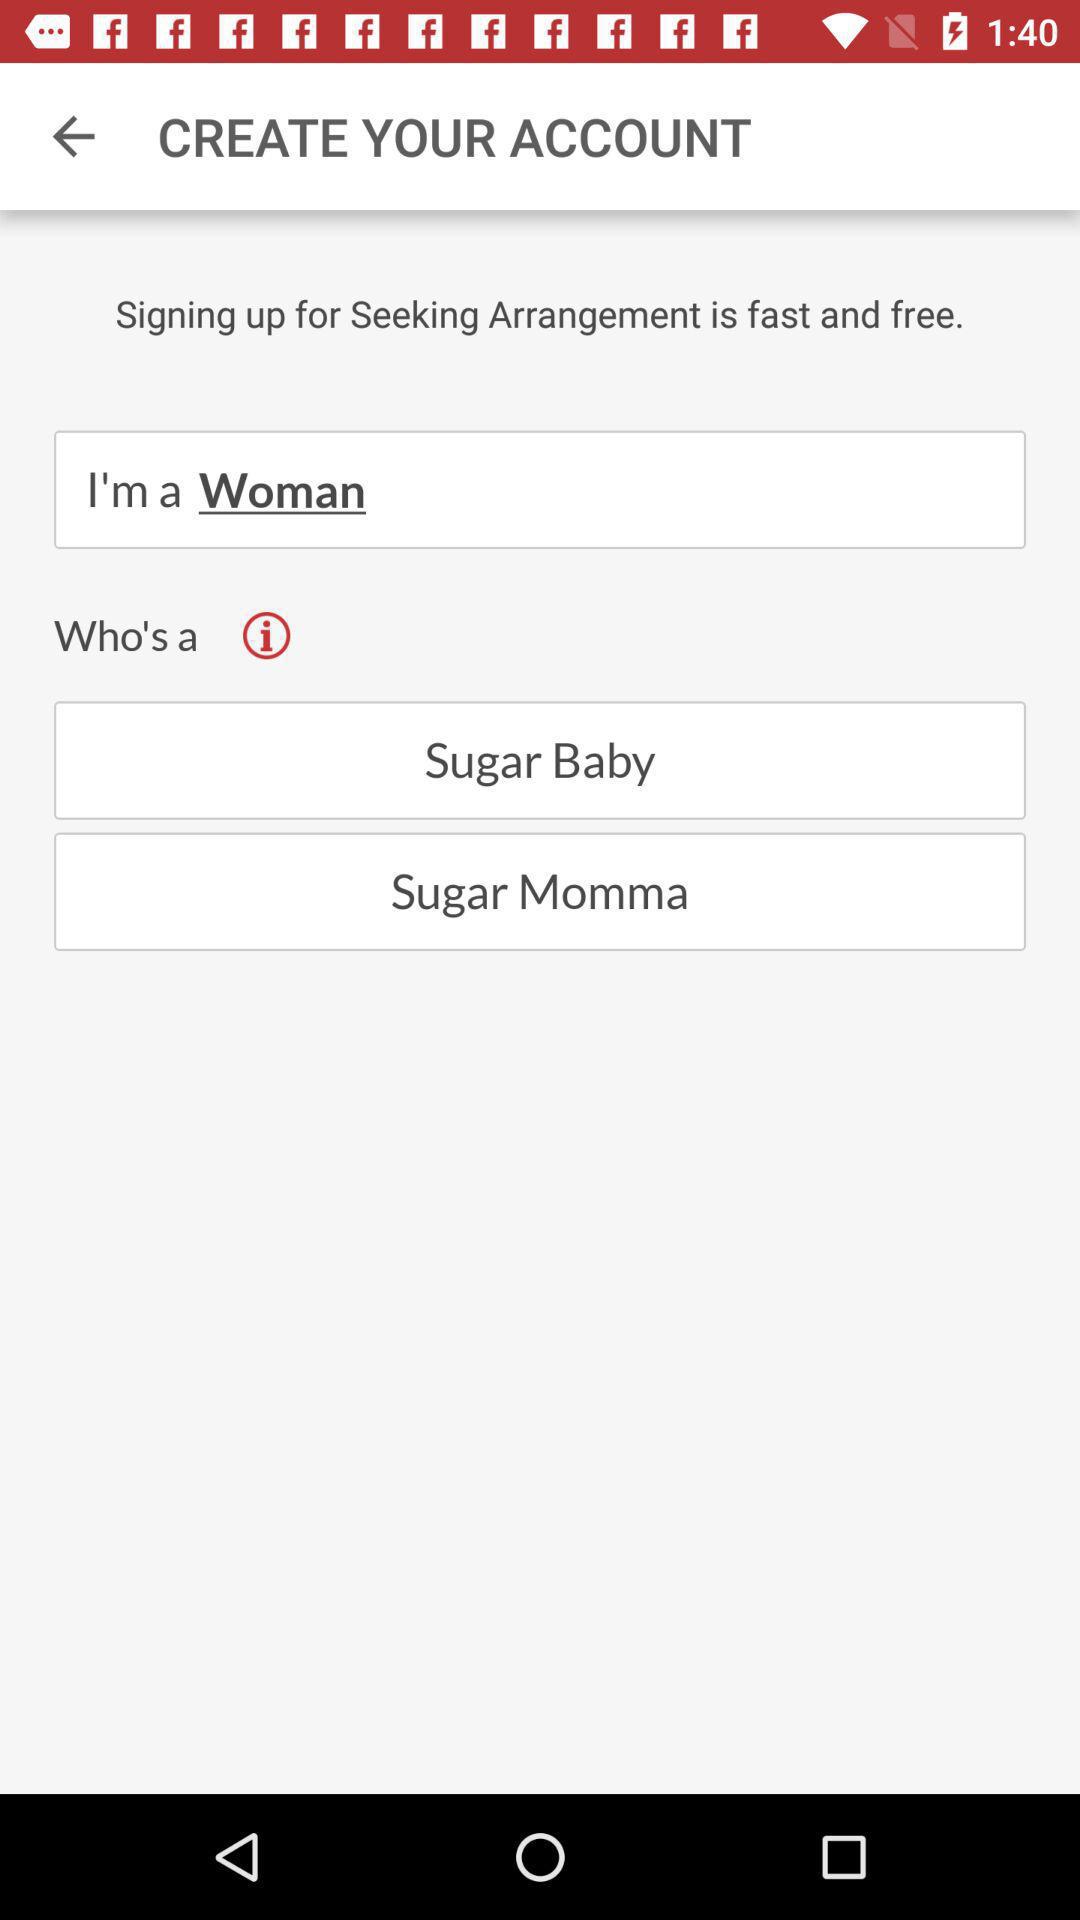 1:40
CREATE YOUR ACCOUNT
Signing up for Seeking Arrangement is fast and free.
I'm a Woman
Who's a
Sugar Baby
Sugar Momma